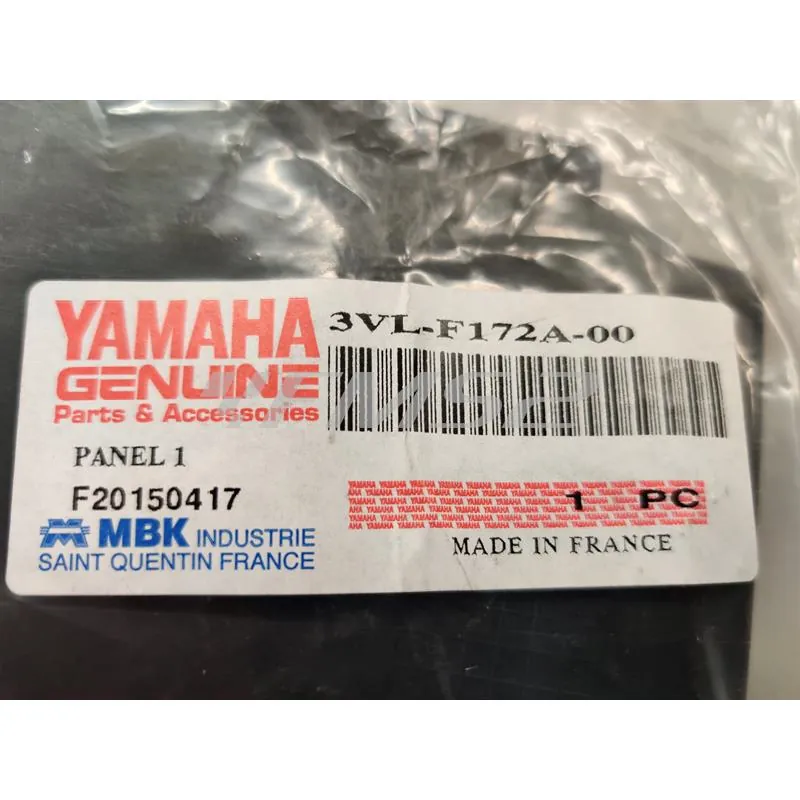 YAMAHA
GENUINE
Parts & Accessories
3VL-F172A-00
PANEL 1
F20150417
MBK INDUSTRIE
SAINT QUENTIN FRANCE
1 PC
MADE IN FRANCE